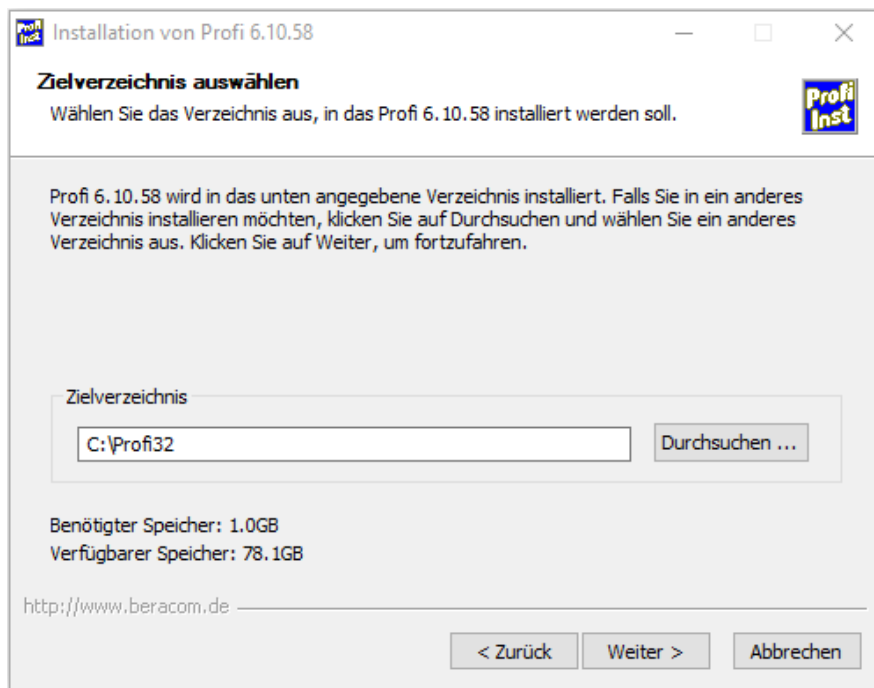 Profi Inst Installation von Profi 6.10.58
Zielverzeichnis auswählen
Wählen Sie das Verzeichnis aus, in das Profi 6.10.58 installiert werden soll.
Profi
Inst
Profi 6.10.58 wird in das unten angegebene Verzeichnis installiert. Falls Sie in ein anderes
Verzeichnis installieren möchten, klicken Sie auf Durchsuchen und wählen Sie ein anderes
Verzeichnis aus. Klicken Sie auf Weiter, um fortzufahren.
Zielverzeichnis
C:\Profi32
Durchsuchen ...
Benötigter Speicher: 1.0GB
Verfügbarer Speicher: 78.1GB
http://www.beracom.de
< Zurück
Weiter >
Abbrechen